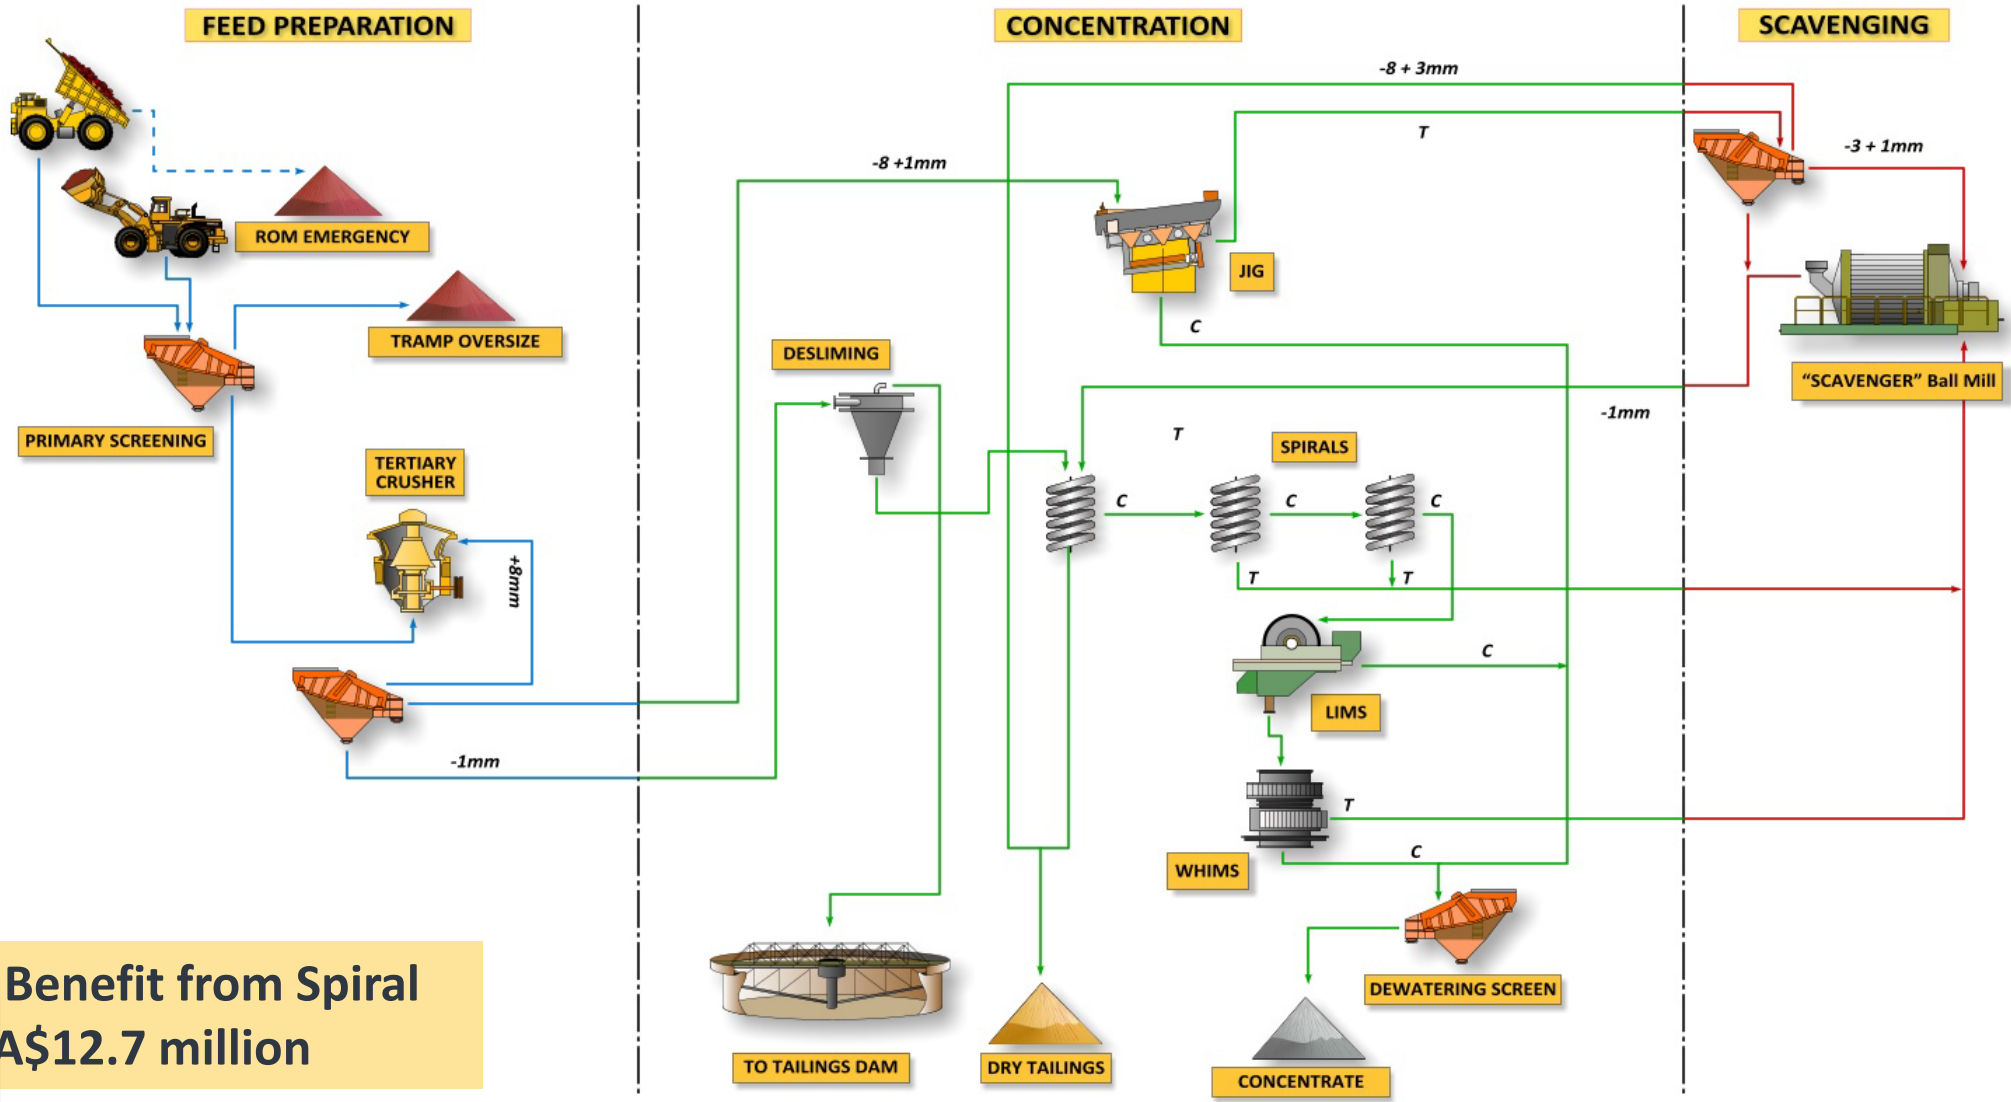 FEED PREPARATION
CONCENTRATION
SCAVENGING
-8 + 3mm
T
-3 + 1mm
-8 +1mm
ROM EMERGENCY
JIG
C
TRAMP OVERSIZE
DESLIMING
"SCAVENGER" Ball Mill
-1mm
PRIMARY SCREENING
T
SPIRALS
TERTIARY
CRUSHER
C
C
C
+8mm
T
T
C
LIMS
-1mm
T
C
WHIMS
Benefit from Spiral
A$12.7 million
DEWATERING SCREEN
TO TAILINGS DAM
DRY TAILINGS
CONCENTRATE